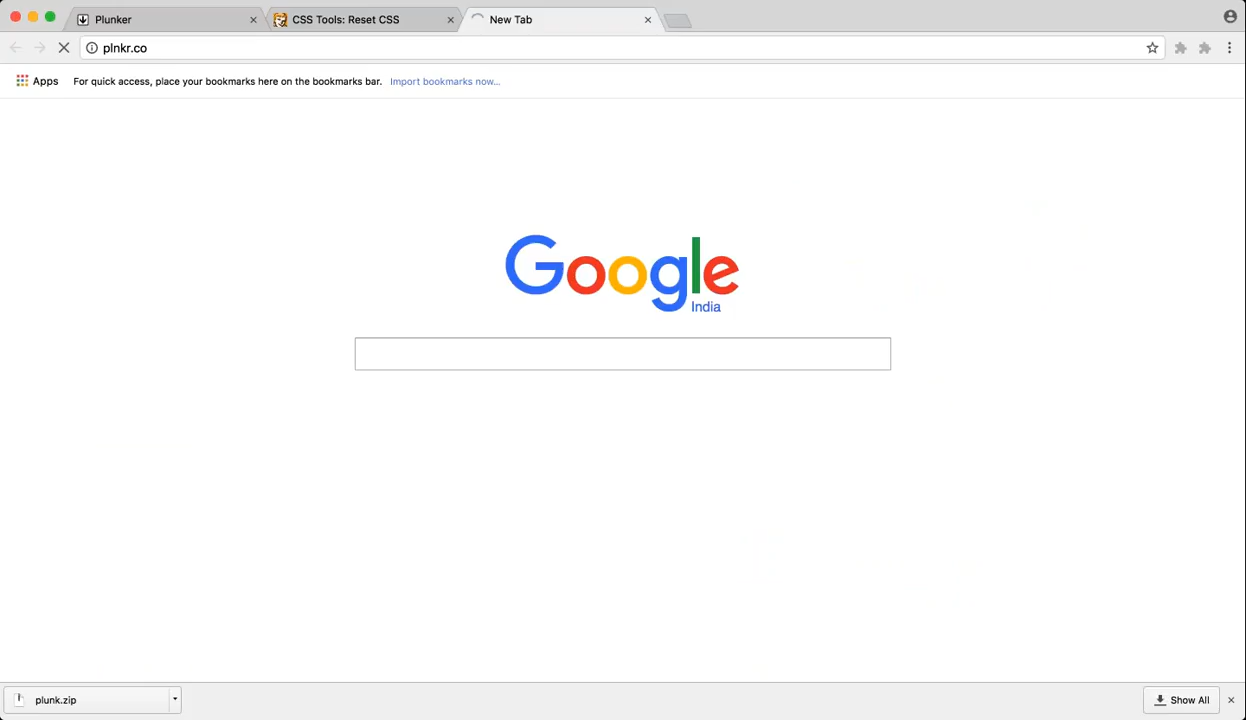 Plunker
CSS Tools: Reset CSS
New Tab
plnkr.co
Apps
For quick access, place your bookmarks here on the bookmarks bar. Import bookmarks now...
Google
India
plunk.zip
Show All